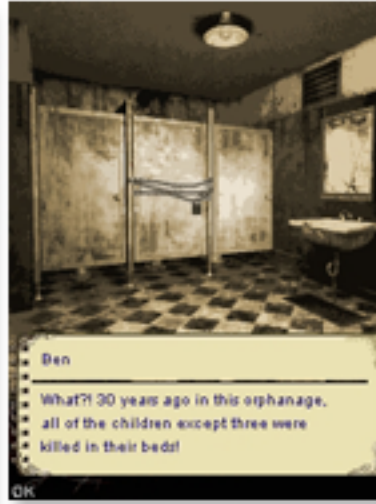 Ben
What?! 30 years ago in this orphanage,
all of the children except three were
killed in their beds!
OK